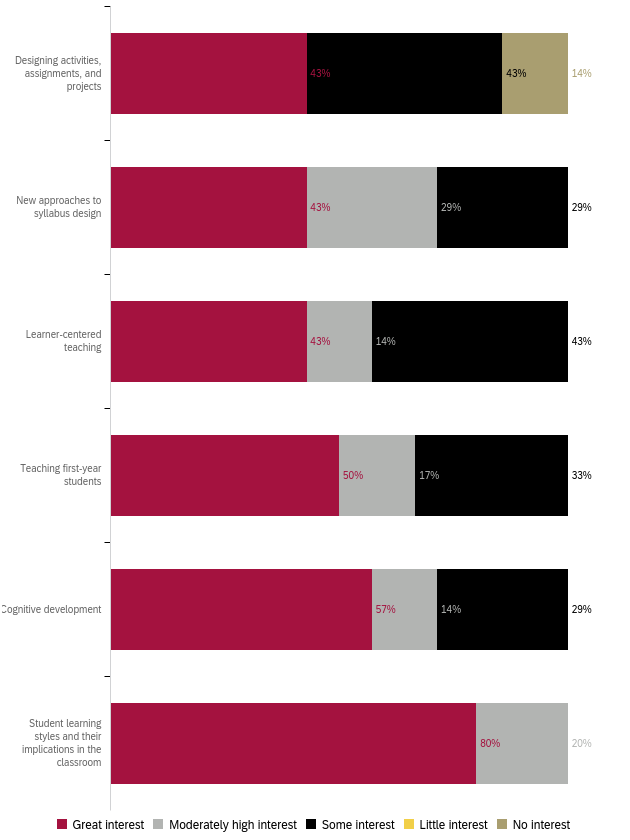 Designing activities,
assignments, and
projects
43%
43%
14%
New approaches to
syllabus design
43%
29%
29%
Learner-centered
teaching
43%
14%
43%
Teaching first-year
students
50%
17%
33%
Cognitive development
57%
14%
29%
Student learning
styles and their
implications in the
classroom
80%
20%
Great interest
Moderately high interest
Some interest
Little interest
No interest